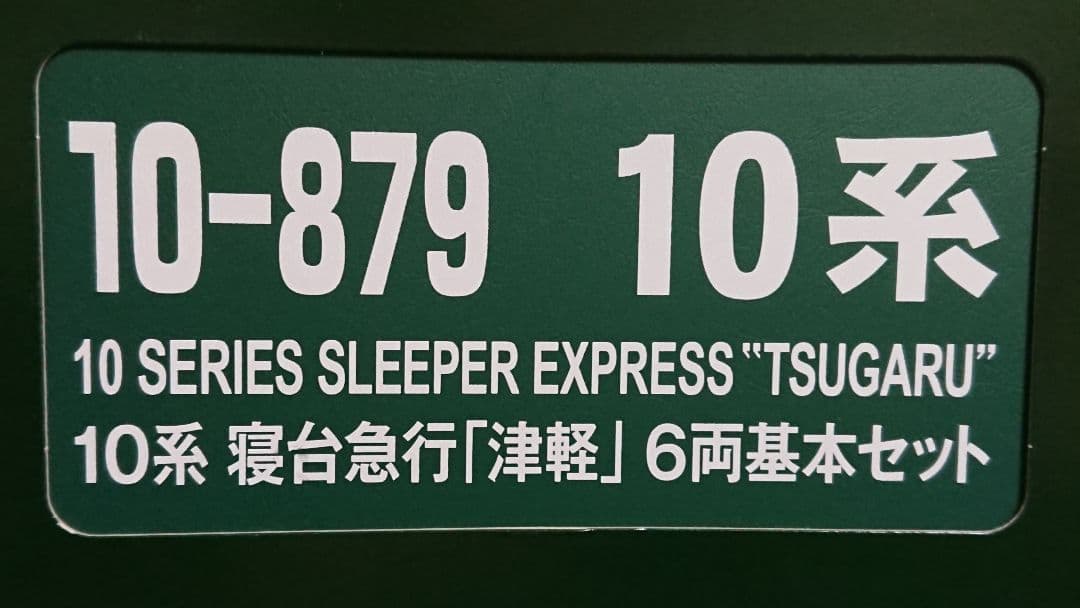 10-879 10系
10 SERIES SLEEPER EXPRESS “TSUGARU”
10系 寝台急行「津軽」 6両基本セット